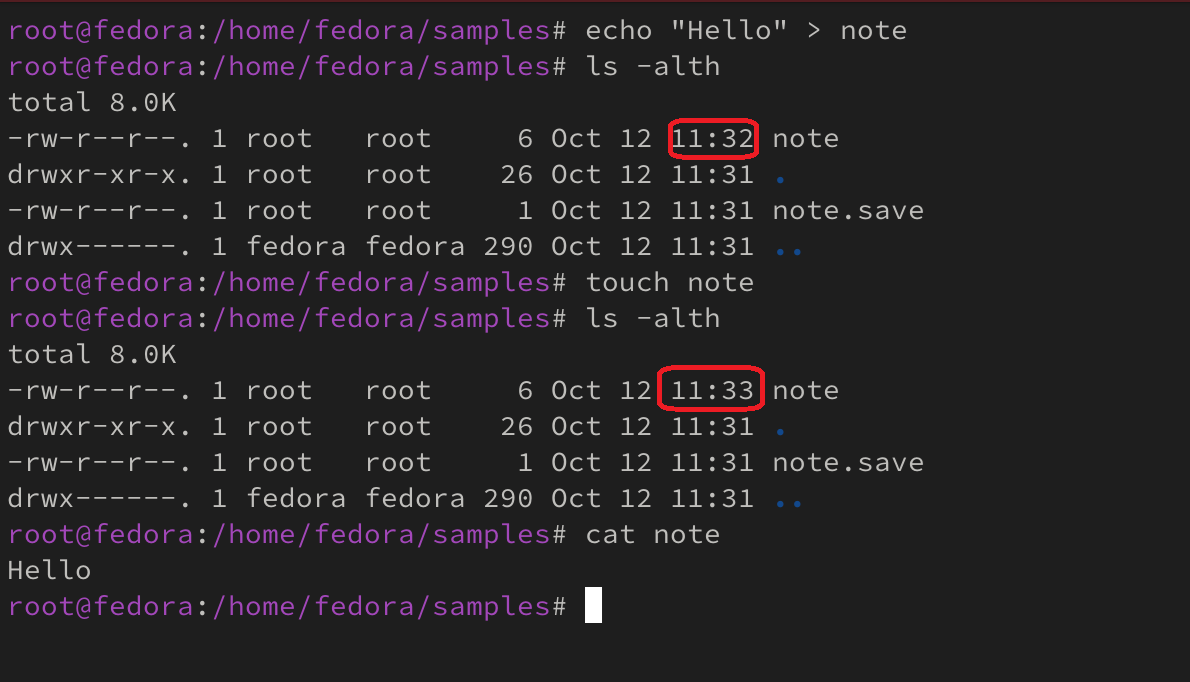 root@fedora:/home/fedora/samples# echo "Hello" > note
root@fedora:/home/fedora/samples# ls -alth
total 8.0K
-rw-r--r--. 1 root   root     6 Oct 12 11:32 note
drwxr-xr-x. 1 root   root    26 Oct 12 11:31 .
-rw-r--r--. 1 root   root     1 Oct 12 11:31 note.save
drwx------. 1 fedora fedora 290 Oct 12 11:31 ..
root@fedora:/home/fedora/samples# touch note
root@fedora:/home/fedora/samples# ls -alth
total 8.0K
-rw-r--r--. 1 root   root     6 Oct 12 11:33 note
drwxr-xr-x. 1 root   root    26 Oct 12 11:31 .
-rw-r--r--. 1 root   root     1 Oct 12 11:31 note.save
drwx------. 1 fedora fedora 290 Oct 12 11:31 ..
root@fedora:/home/fedora/samples# cat note
Hello
root@fedora:/home/fedora/samples#